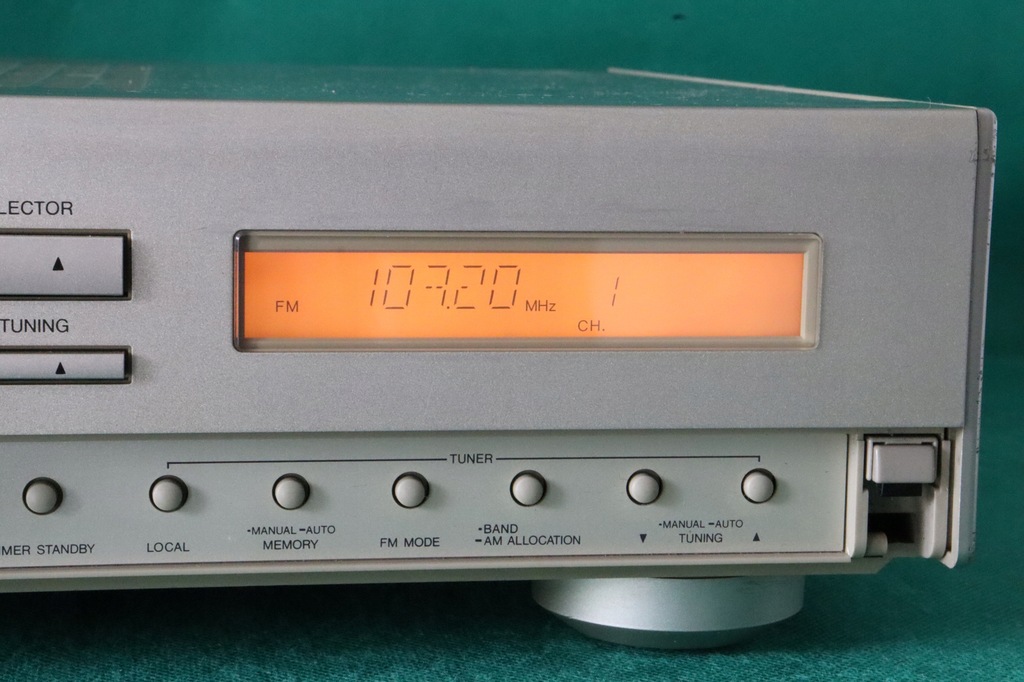 LECTOR
▲
TUNING
▲
FM 107.20 MHz 1
CH.
TUNER
MER STANDBY
LOCAL
-MANUAL –AUTO
MEMORY
FM MODE
-BAND
–AM ALLOCATION
-MANUAL –AUTO
▼ TUNING ▲